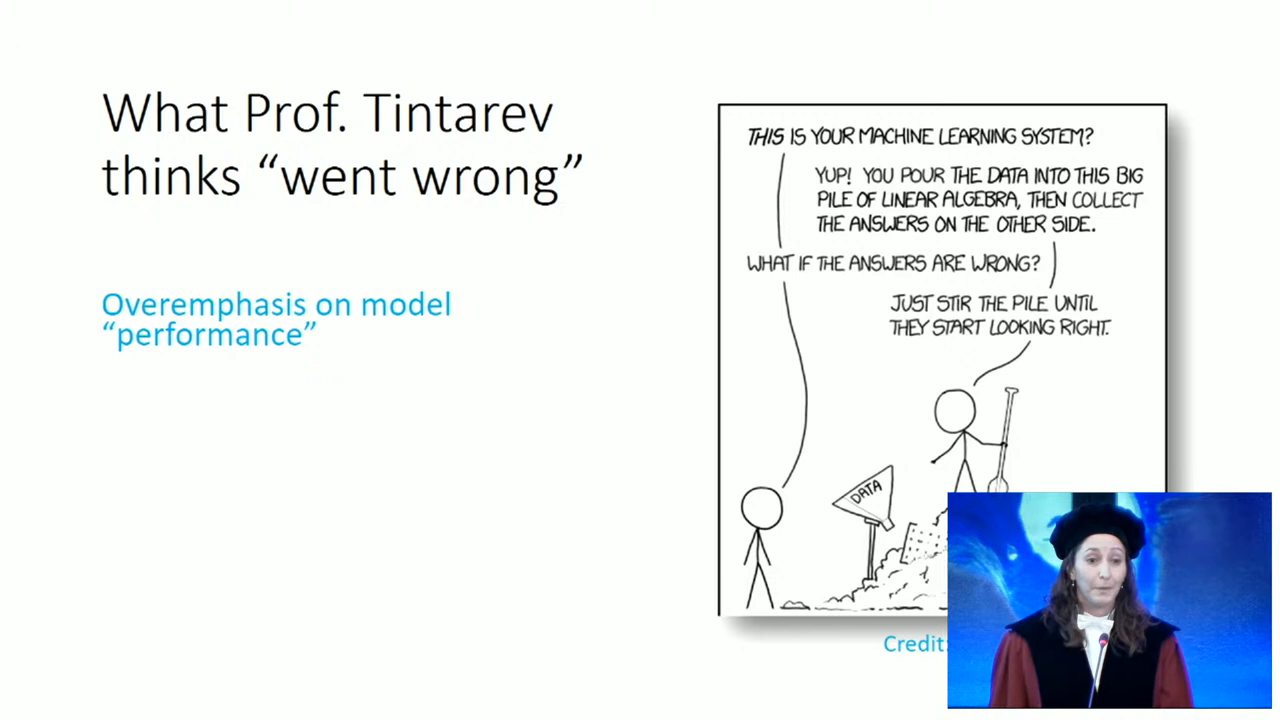 What Prof. Tintarev
thinks “went wrong”
Overemphasis on model
“performance”
THIS IS YOUR MACHINE LEARNING SYSTEM?
YUP! YOU POUR THE DATA INTO THIS BIG
PILE OF LINEAR ALGEBRA, THEN COLLECT
THE ANSWERS ON THE OTHER SIDE.
WHAT IF THE ANSWERS ARE WRONG?
JUST STIR THE PILE UNTIL
THEY START LOOKING RIGHT.
DATA
Credit: